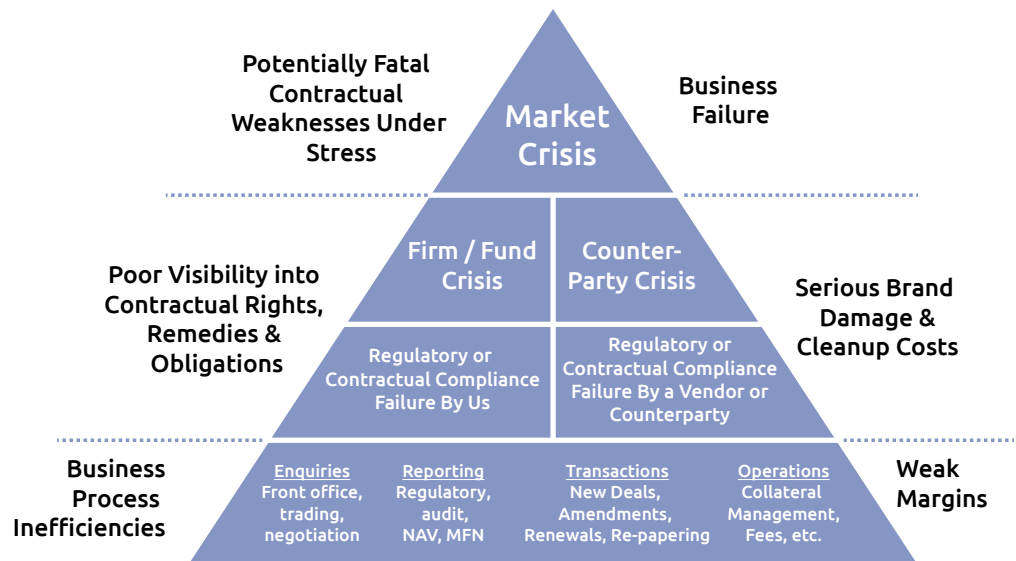 Potentially Fatal
Contractual
Weaknesses Under
Stress
Market
Crisis
Business
Failure
Poor Visibility into
Contractual Rights,
Remedies &
Obligations
Firm / Fund
Crisis
Counter-
Party Crisis
Serious Brand
Damage &
Cleanup Costs
Regulatory or
Contractual Compliance
Failure By Us
Regulatory or
Contractual Compliance
Failure By a Vendor or
Counterparty
Business
Process
Inefficiencies
Enquiries
Front office,
trading,
negotiation
Reporting
Regulatory,
audit,
NAV, MFN
Transactions
New Deals,
Amendments,
Renewals, Re-papering
Operations
Collateral
Management,
Fees, etc.
Weak
Margins